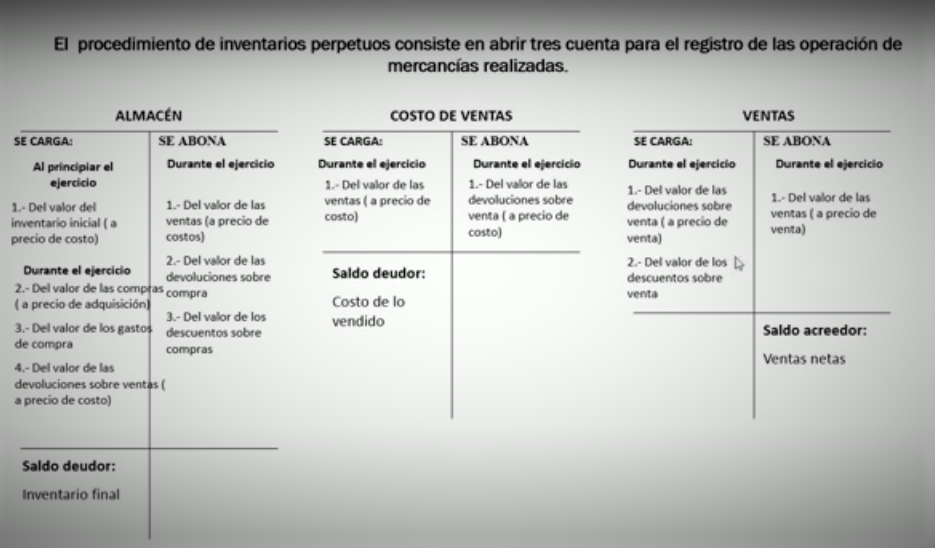 El procedimiento de inventarios perpetuos consiste en abrir tres cuenta para el registro de las operación de
mercancías realizadas.
ALMACÉN
SE CARGA:
Al principiar el
ejercicio
1.- Del valor del
inventario inicial ( a
precio de costo)
Durante el ejercicio
2.- Del valor de las compras
( a precio de adquisición)
3.- Del valor de los gastos
de compra
4.- Del valor de las
devoluciones sobre ventas (
a precio de costo)
Saldo deudor:
Inventario final
SE ABONA
Durante el ejercicio
1.- Del valor de las
ventas (a precio de
costos)
2.- Del valor de las
devoluciones sobre
compra
3.- Del valor de los
descuentos sobre
compras
COSTO DE VENTAS
SE CARGA:
Durante el ejercicio
1.- Del valor de las
ventas ( a precio de
costo)
Saldo deudor:
Costo de lo
vendido
SE ABONA
Durante el ejercicio
1.- Del valor de las
devoluciones sobre
venta ( a precio de
costo)
VENTAS
SE CARGA:
Durante el ejercicio
1.- Del valor de las
devoluciones sobre
venta ( a precio de
venta)
2.- Del valor de los
descuentos sobre
venta
SE ABONA
Durante el ejercicio
1.- Del valor de las
ventas ( a precio de
venta)
Saldo acreedor:
Ventas netas